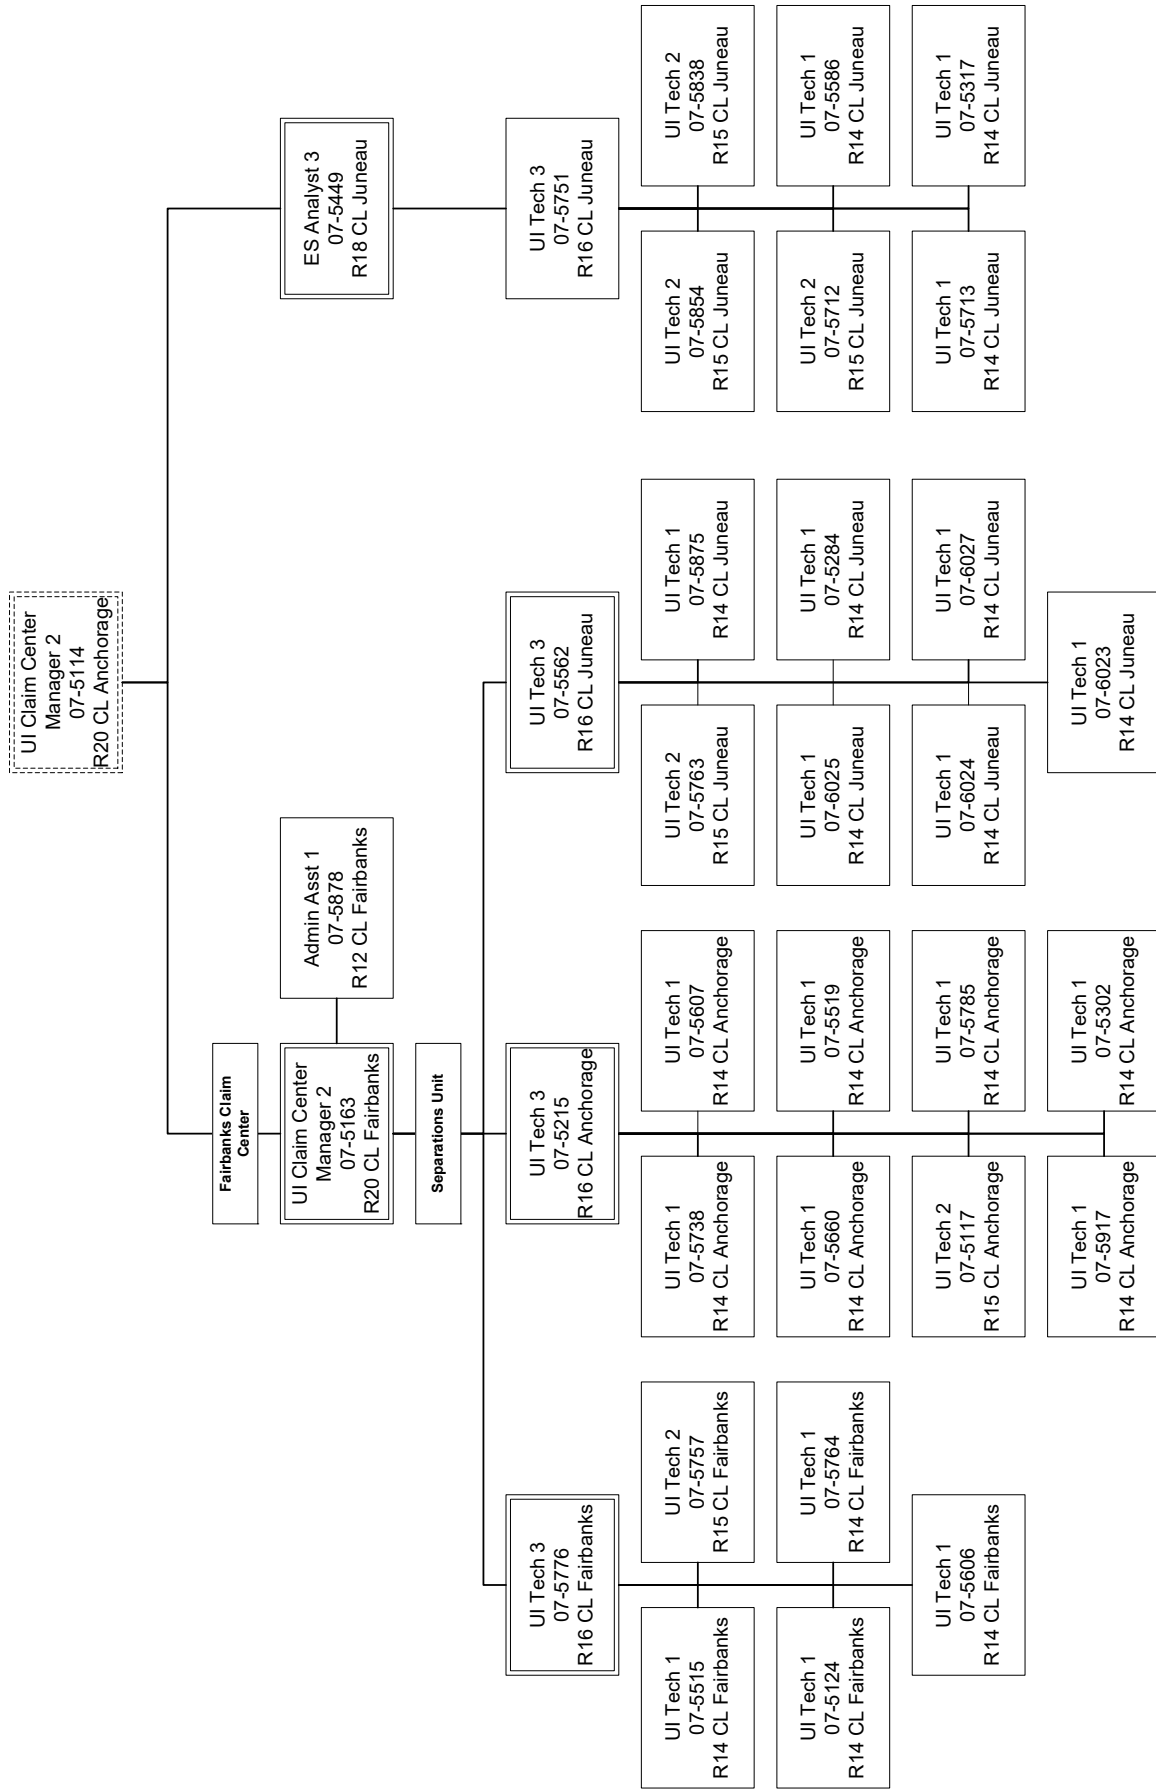 UI Claim Center
Manager 2
07-5114
R20 CL Anchorage
Fairbanks Claim
Center
UI Claim Center
Manager 2
07-5163
R20 CL Fairbanks
Admin Asst 1
07-5878
R12 CL Fairbanks
ES Analyst 3
07-5449
R18 CL Juneau
Separations Unit
UI Tech 3
07-5776
R16 CL Fairbanks
UI Tech 3
07-5215
R16 CL Anchorage
UI Tech 3
07-5562
R16 CL Juneau
UI Tech 3
07-5751
R16 CL Juneau
UI Tech 1
07-5515
R14 CL Fairbanks
UI Tech 2
07-5757
R15 CL Fairbanks
UI Tech 1
07-5738
R14 CL Anchorage
UI Tech 1
07-5607
R14 CL Anchorage
UI Tech 2
07-5763
R15 CL Juneau
UI Tech 1
07-5875
R14 CL Juneau
UI Tech 2
07-5854
R15 CL Juneau
UI Tech 2
07-5838
R15 CL Juneau
UI Tech 1
07-5124
R14 CL Fairbanks
UI Tech 1
07-5764
R14 CL Fairbanks
UI Tech 1
07-5660
R14 CL Anchorage
UI Tech 1
07-5519
R14 CL Anchorage
UI Tech 1
07-6025
R14 CL Juneau
UI Tech 1
07-5284
R14 CL Juneau
UI Tech 2
07-5712
R15 CL Juneau
UI Tech 1
07-5586
R14 CL Juneau
UI Tech 1
07-5606
R14 CL Fairbanks
UI Tech 2
07-5117
R15 CL Anchorage
UI Tech 1
07-5785
R14 CL Anchorage
UI Tech 1
07-6024
R14 CL Juneau
UI Tech 1
07-6027
R14 CL Juneau
UI Tech 1
07-5713
R14 CL Juneau
UI Tech 1
07-5317
R14 CL Juneau
UI Tech 1
07-5917
R14 CL Anchorage
UI Tech 1
07-5302
R14 CL Anchorage
UI Tech 1
07-6023
R14 CL Juneau